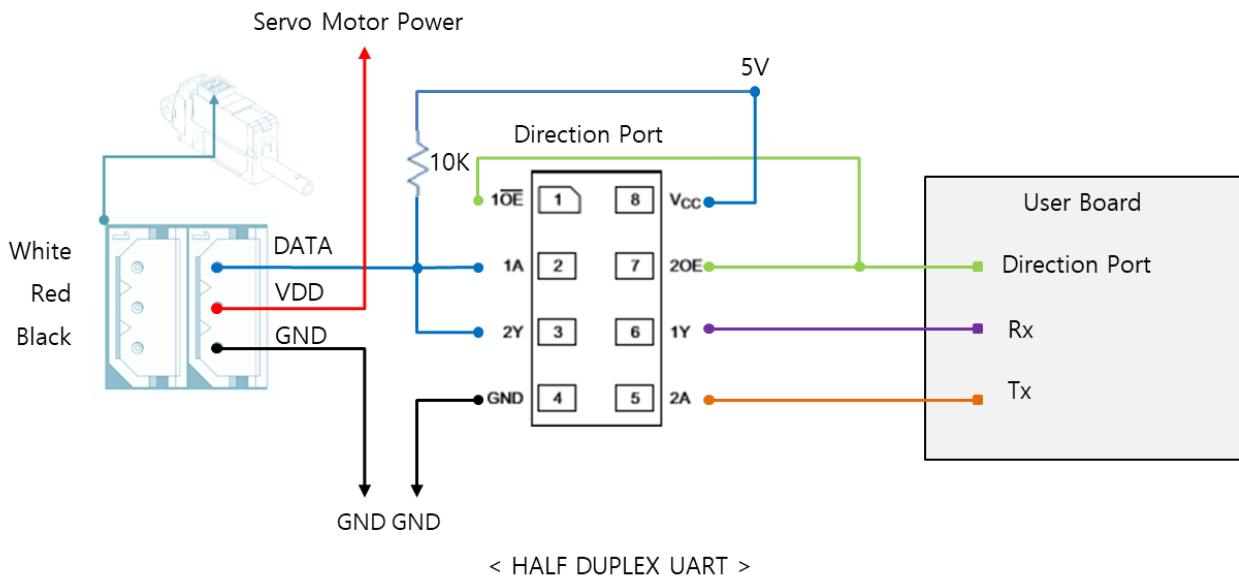 Servo Motor Power
5V
Direction Port
10K
1OE
1
8
VCC
User Board
White
DATA
1A
2
7
2OE
Direction Port
Red
VDD
Black
GND
2Y
3
6
1Y
Rx
GND
4
5
2A
Tx
GND GND
< HALF DUPLEX UART >